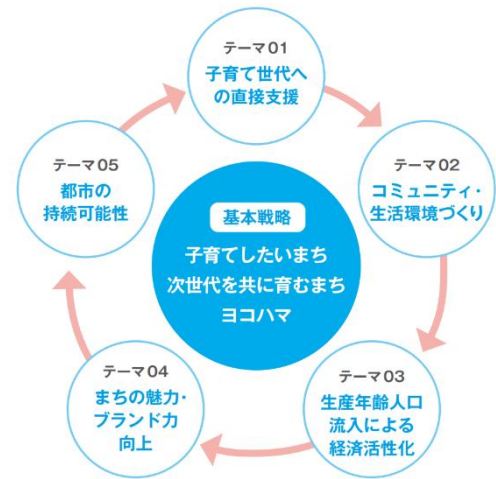 テーマ01
子育て世代へ
の直接支援
テーマ02
コミュニティ・
生活環境づくり
テーマ03
生産年齢人口
流入による
経済活性化
テーマ04
まちの魅力・
ブランド力
向上
テーマ05
都市の
持続可能性
基本戦略
子育てしたいまち
次世代を共に育むまち
ヨコハマ